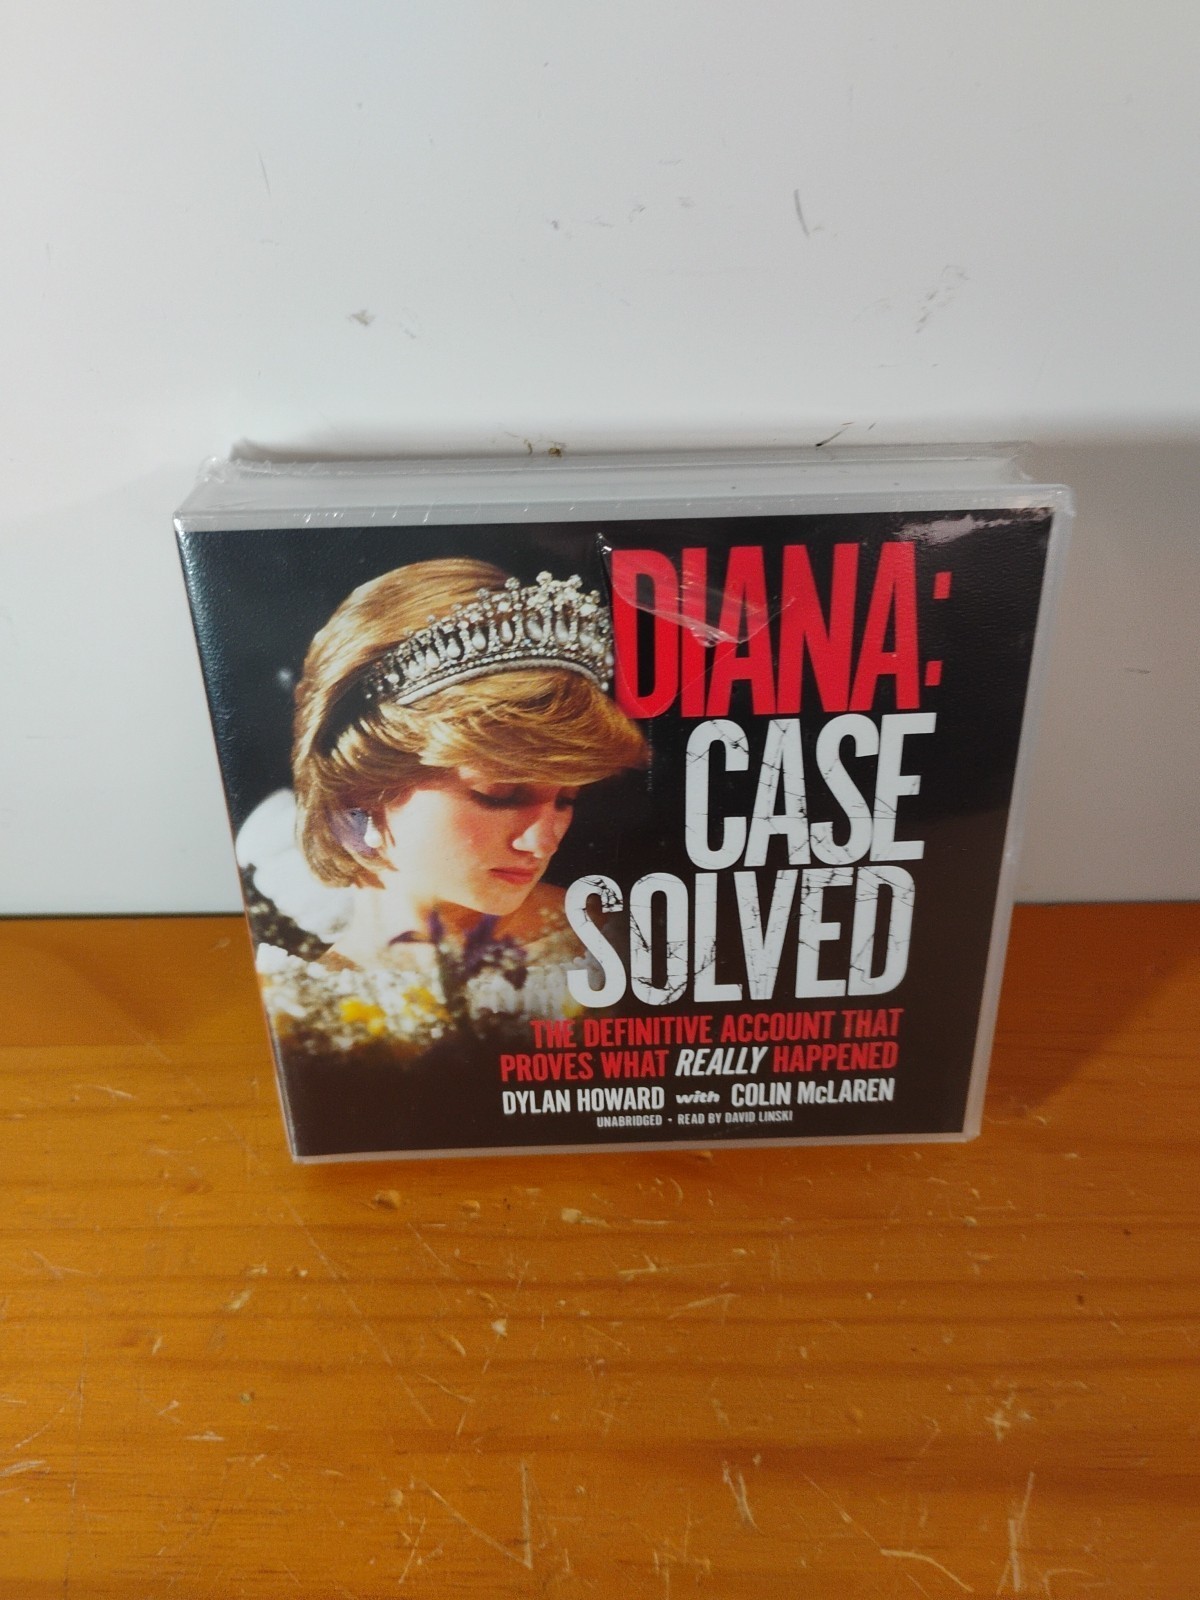 DIANA:
CASE
SOLVED
THE DEFINITIVE ACCOUNT THAT
PROVES WHAT REALLY HAPPENED
DYLAN HOWARD with COLIN McLAREN
UNABRIDGED • READ BY DAVID LINSKI